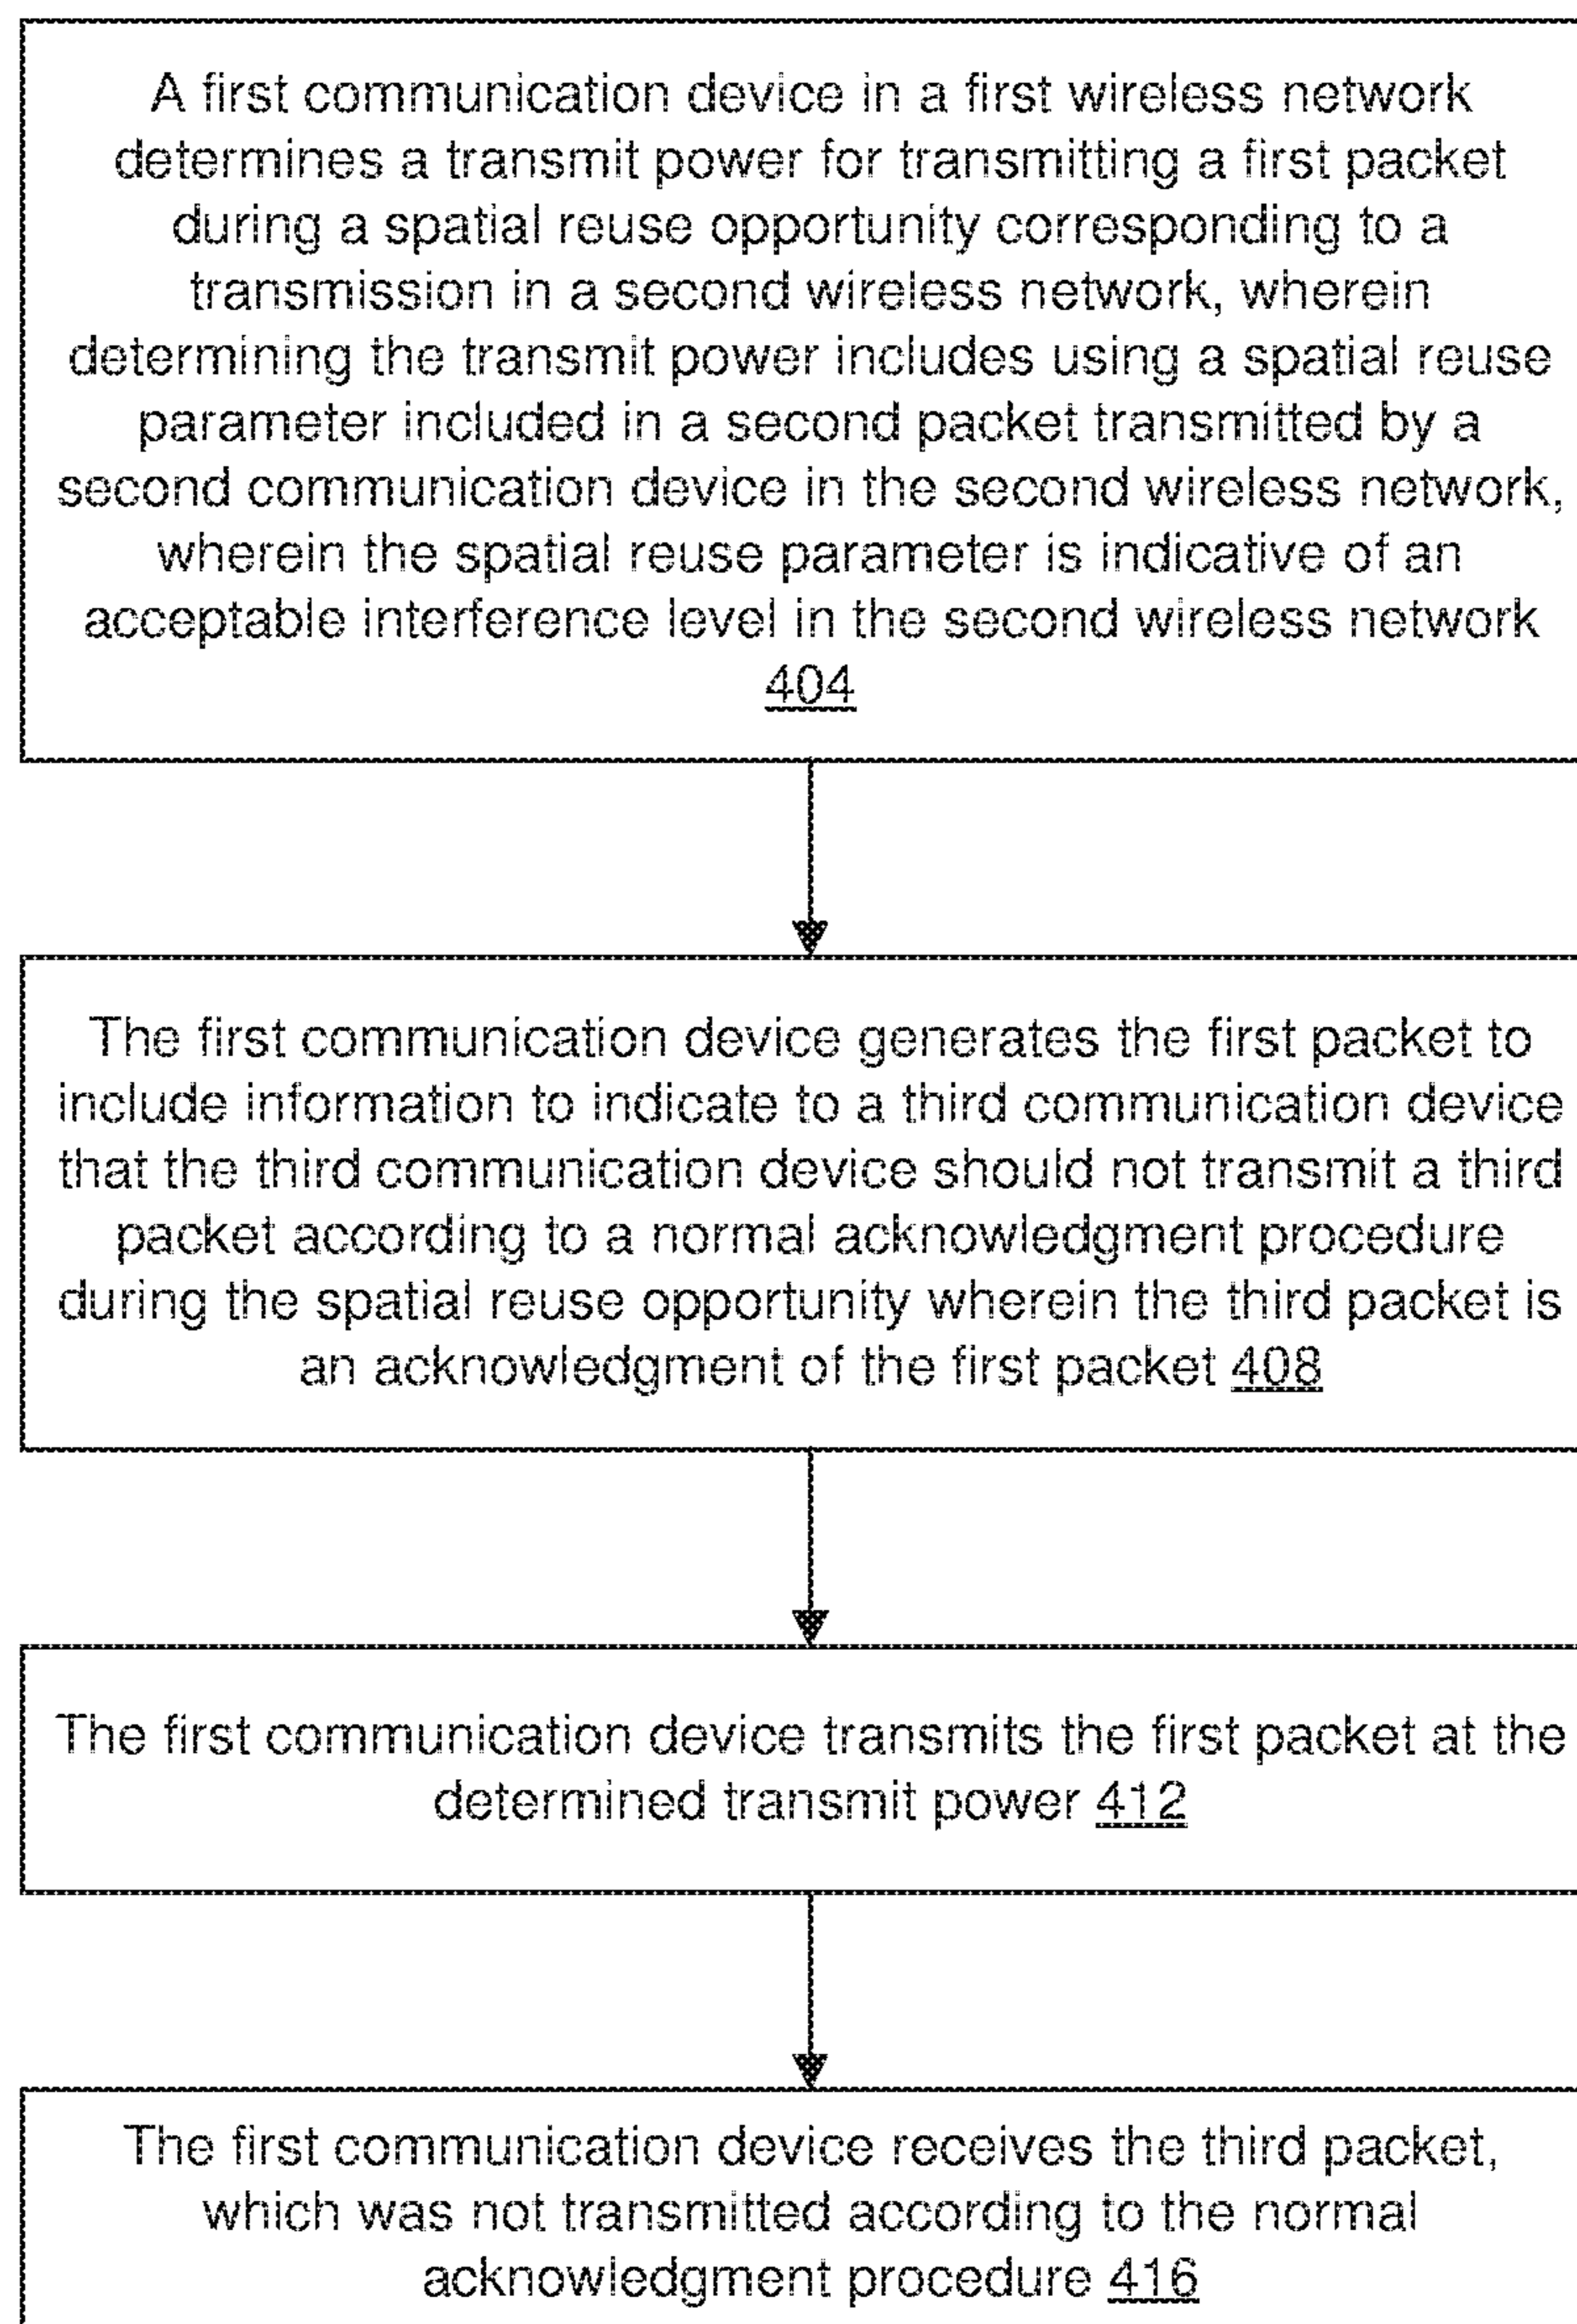 A first communication device in a first wireless network
determines a transmit power for transmitting a first packet
during a spatial reuse opportunity corresponding to a
transmission in a second wireless network, wherein
determining the transmit power includes using a spatial reuse
parameter included in a second packet transmitted by a
second communication device in the second wireless network,
wherein the spatial reuse parameter is indicative of an
acceptable interference level in the second wireless network
404
The first communication device generates the first packet to
include information to indicate to a third communication device
that the third communication device should not transmit a third
packet according to a normal acknowledgment procedure
during the spatial reuse opportunity wherein the third packet is
an acknowledgment of the first packet 408
The first communication device transmits the first packet at the
determined transmit power 412
The first communication device receives the third packet,
which was not transmitted according to the normal
acknowledgment procedure 416